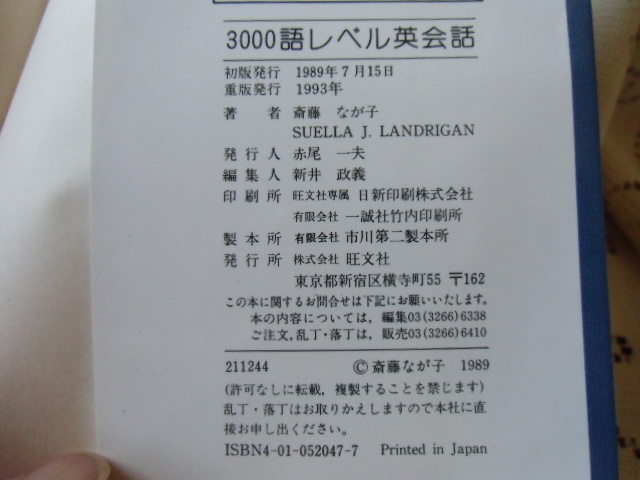 3000語レベル英会話
初版発行 1989年7月15日
重版発行 1993年
著者 斎藤 なが子
SUELLA J. LANDRIGAN
発行人 赤尾 一夫
編集人 新井 政義
印刷所 旺文社専属 日新印刷株式会社
有限会社 一誠社竹内印刷所
製本所 有限会社 市川第二製本所
発行所 株式会社 旺文社
東京都新宿区横寺町55 〒162
この本に関するお問合せは下記にお願いいたします。
本の内容については, 編集03(3266)6338
ご注文,乱丁・落丁は, 販売03(3266)6410
211244 ©斎藤なが子 1989
(許可なしに転載, 複製することを禁じます)
乱丁・落丁はお取りかえしますので本社に直
接お申し出ください。
ISBN4-01-052047-7 Printed in Japan